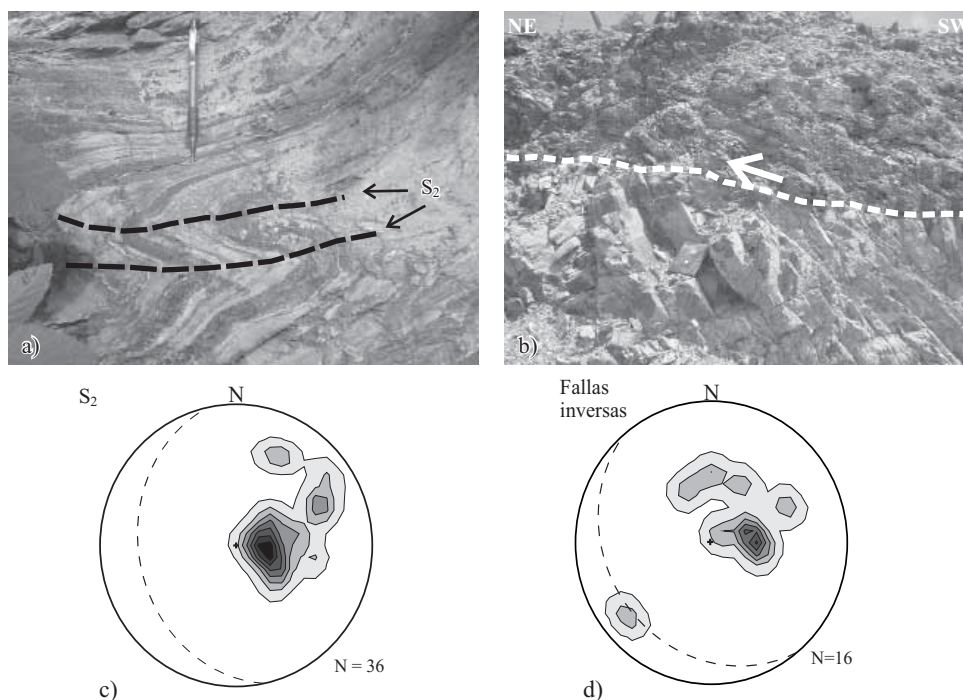 NE
SW
S2
a)
b)
S2
N
Fallas
inversas
N
N = 36
N=16
c)
d)